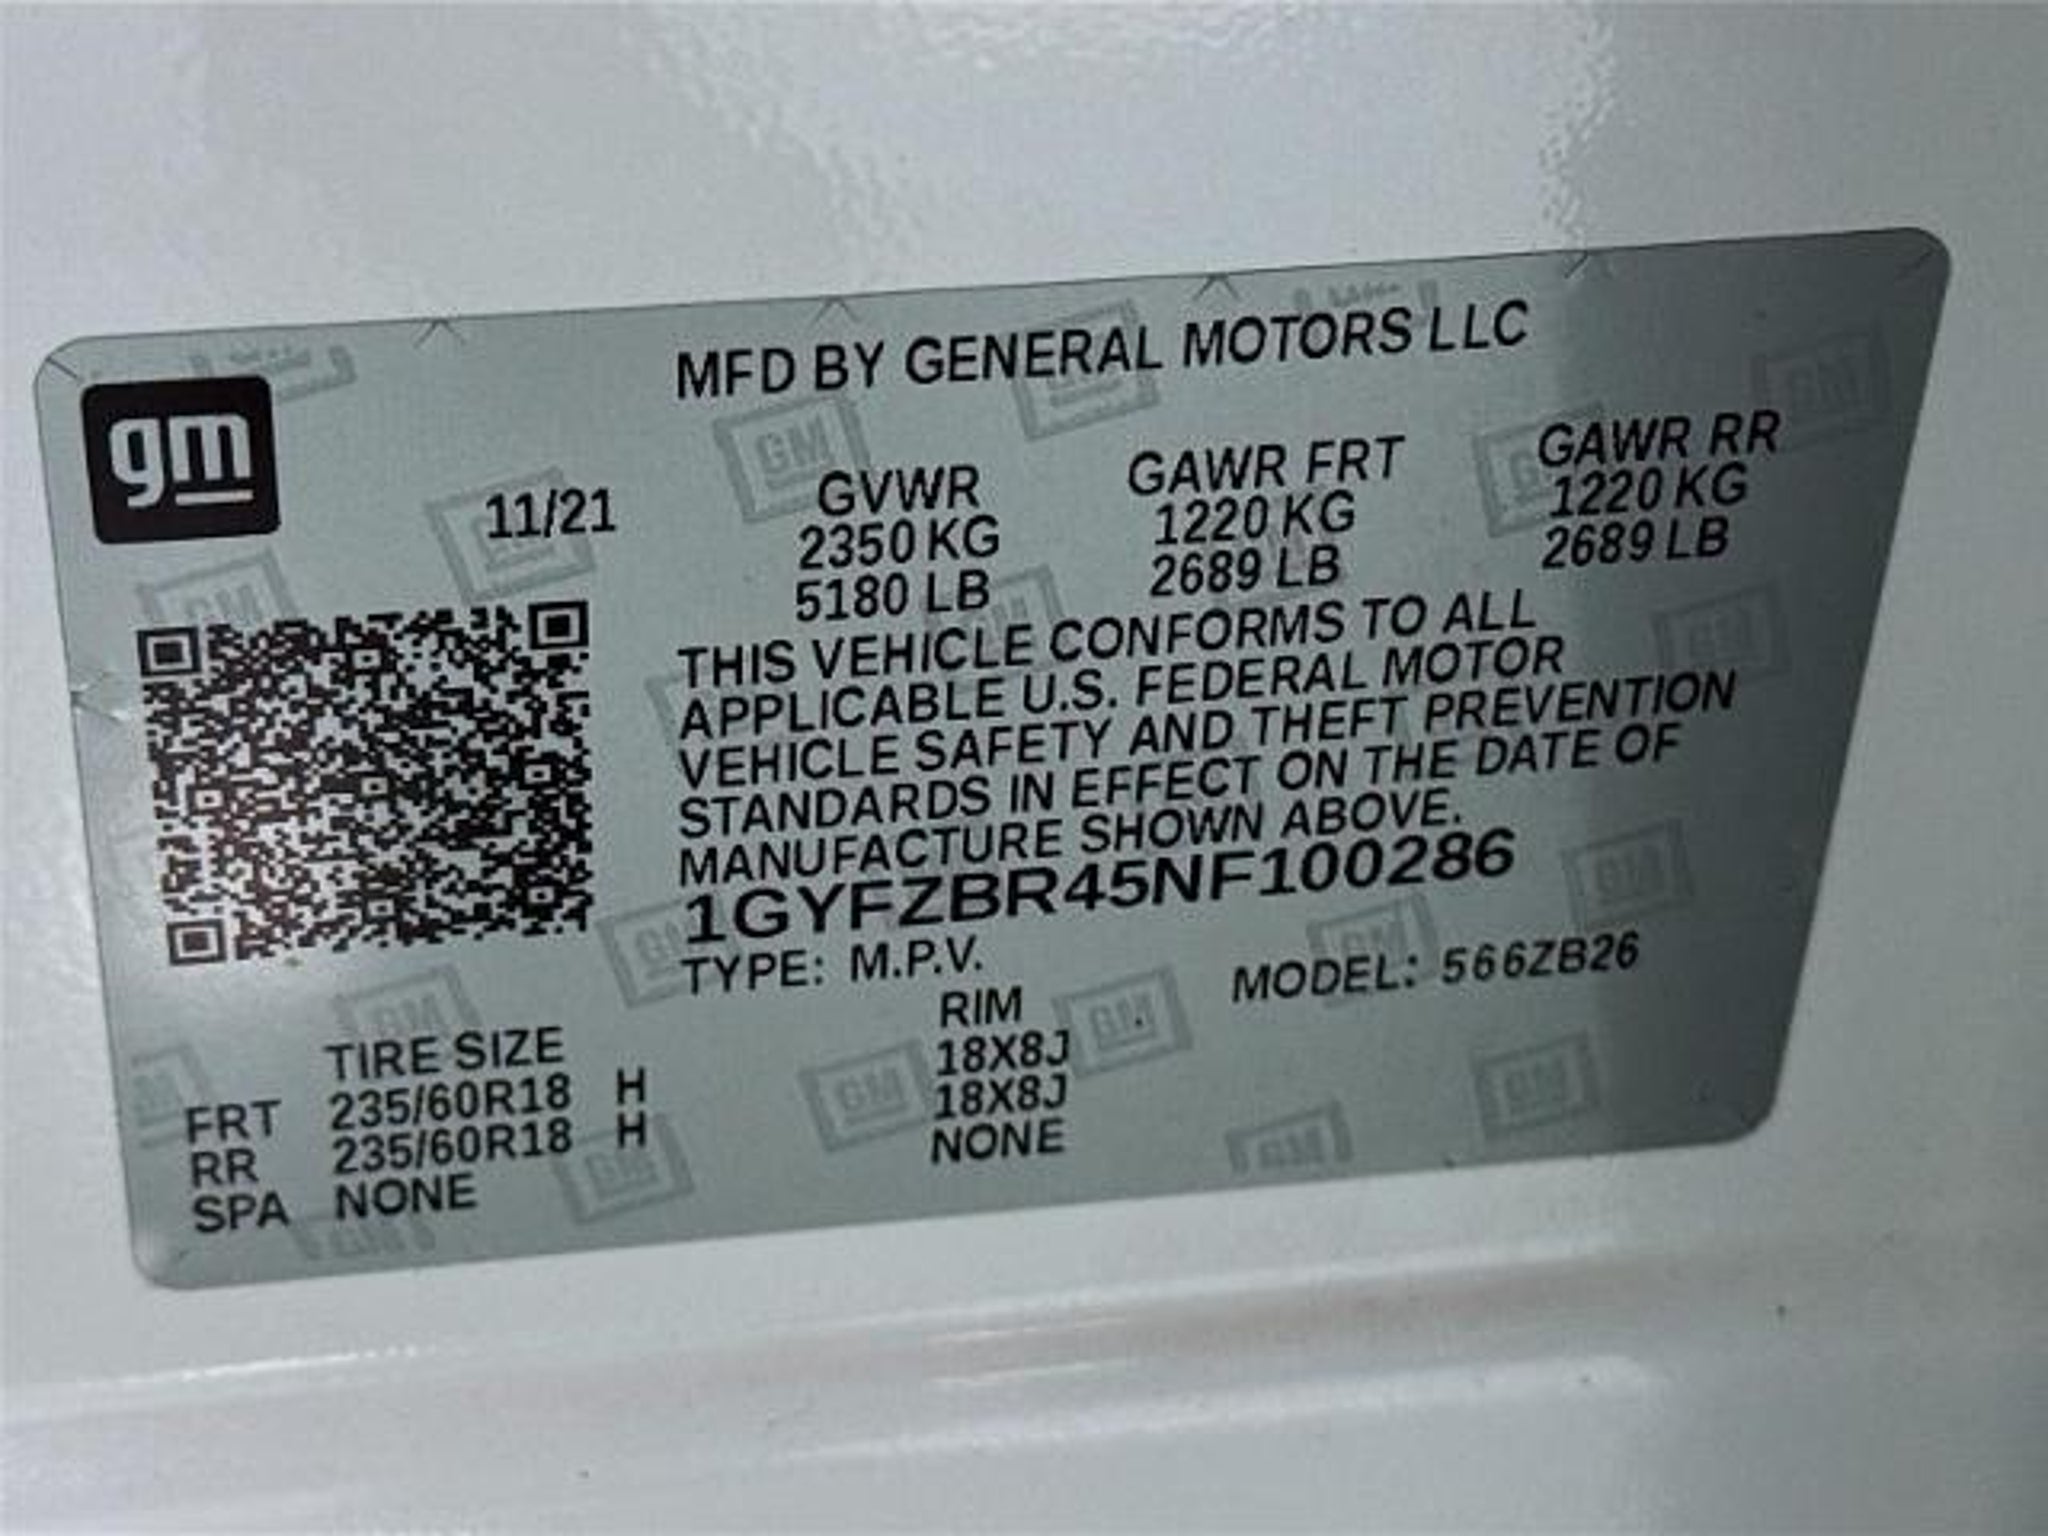 MFD BY GENERAL MOTORS LLC
gm
11/21
GVWR GAWR FRT GAWR RR
2350 KG 1220 KG 1220 KG
5180 LB 2689 LB 2689 LB
THIS VEHICLE CONFORMS TO ALL
APPLICABLE U.S. FEDERAL MOTOR
VEHICLE SAFETY AND THEFT PREVENTION
STANDARDS IN EFFECT ON THE DATE OF
MANUFACTURE SHOWN ABOVE.
1GYFZBR45NF100286
TYPE: M.P.V. MODEL: 566ZB26
TIRE SIZE RIM
FRT 235/60R18 H 18X8J
RR 235/60R18 H 18X8J
SPA NONE NONE